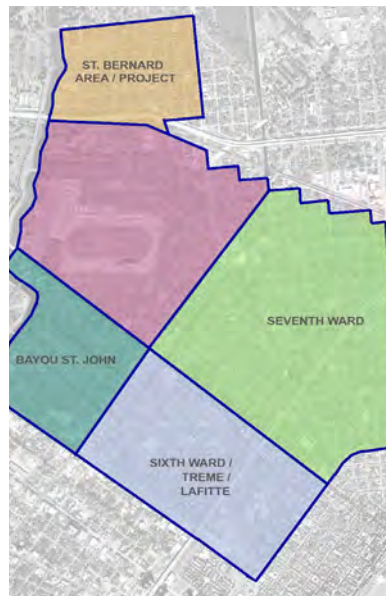 ST. BERNARD
AREA / PROJECT
SEVENTH WARD
BAYOU ST. JOHN
SIXTH WARD /
TREME /
LAFITTE